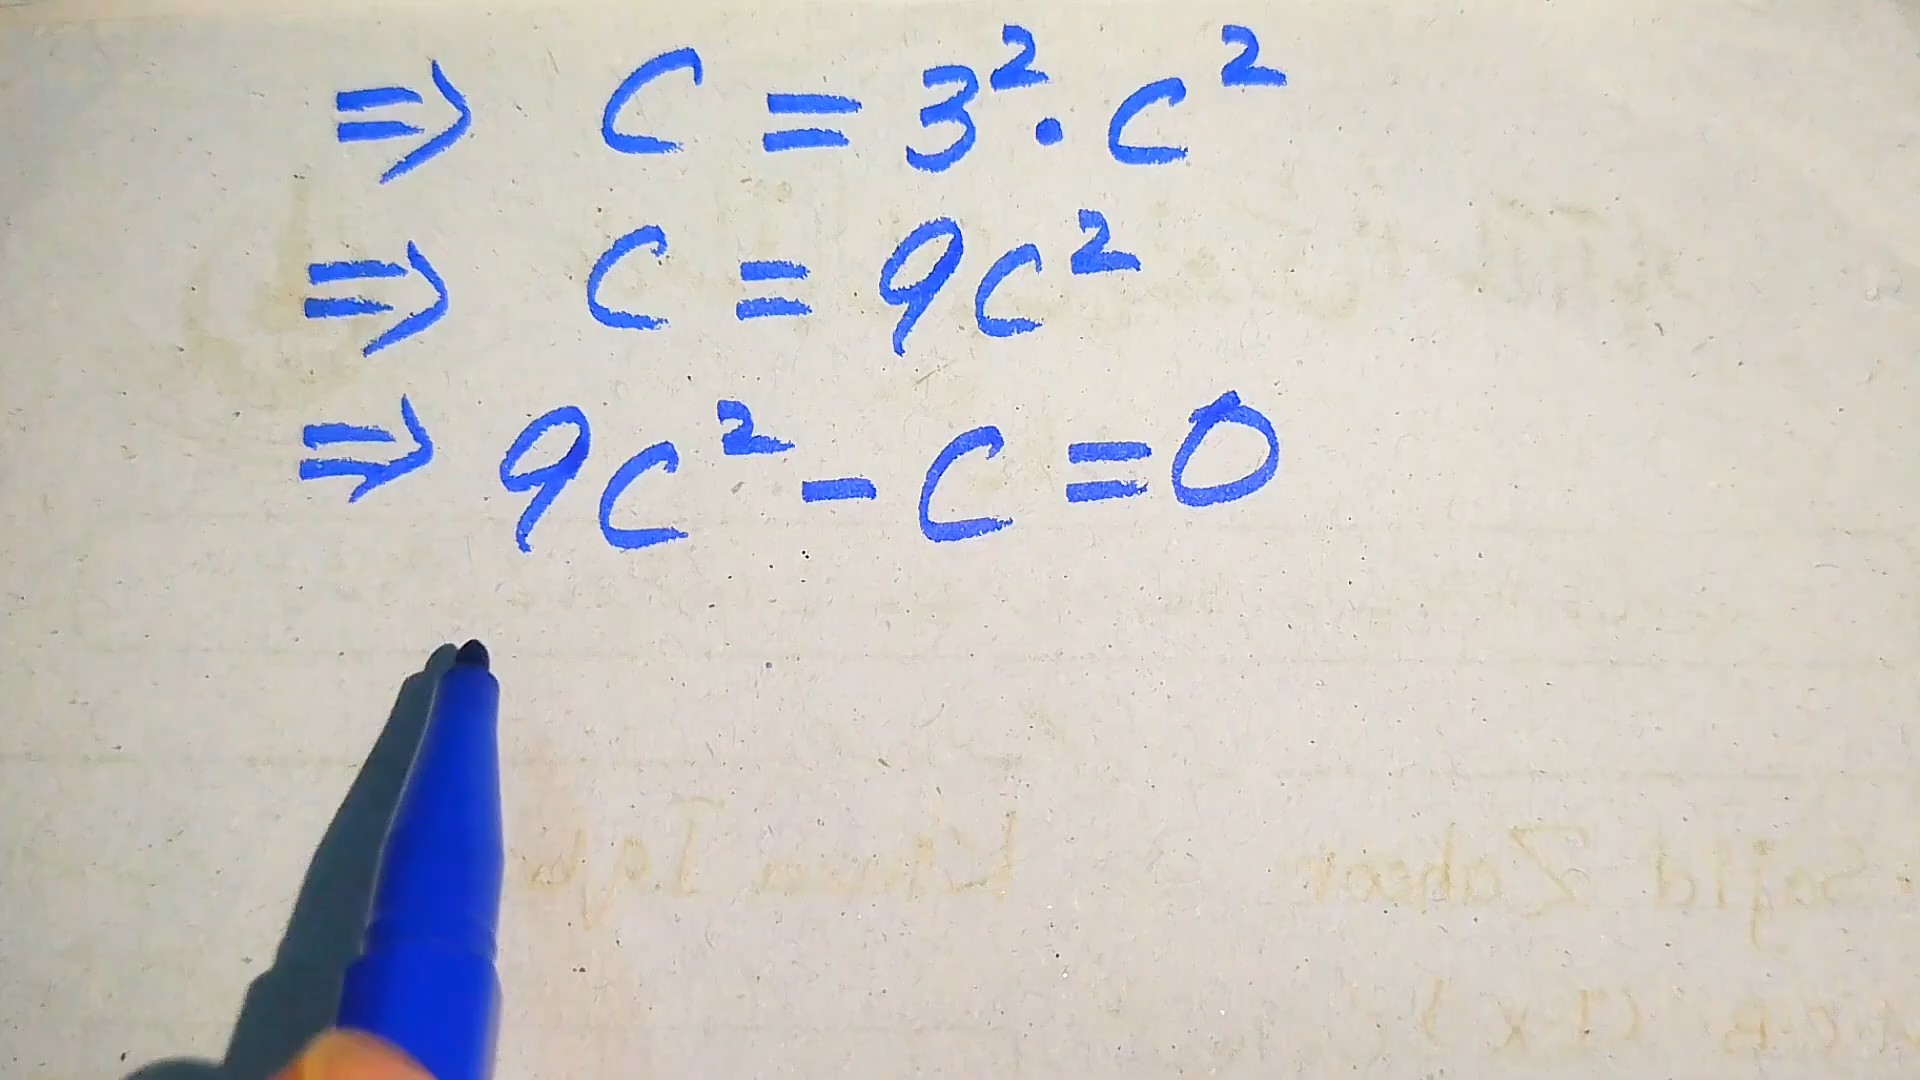 ⇒ C = 3² · C²
⇒ C = 9C²
⇒ 9C² - C = 0